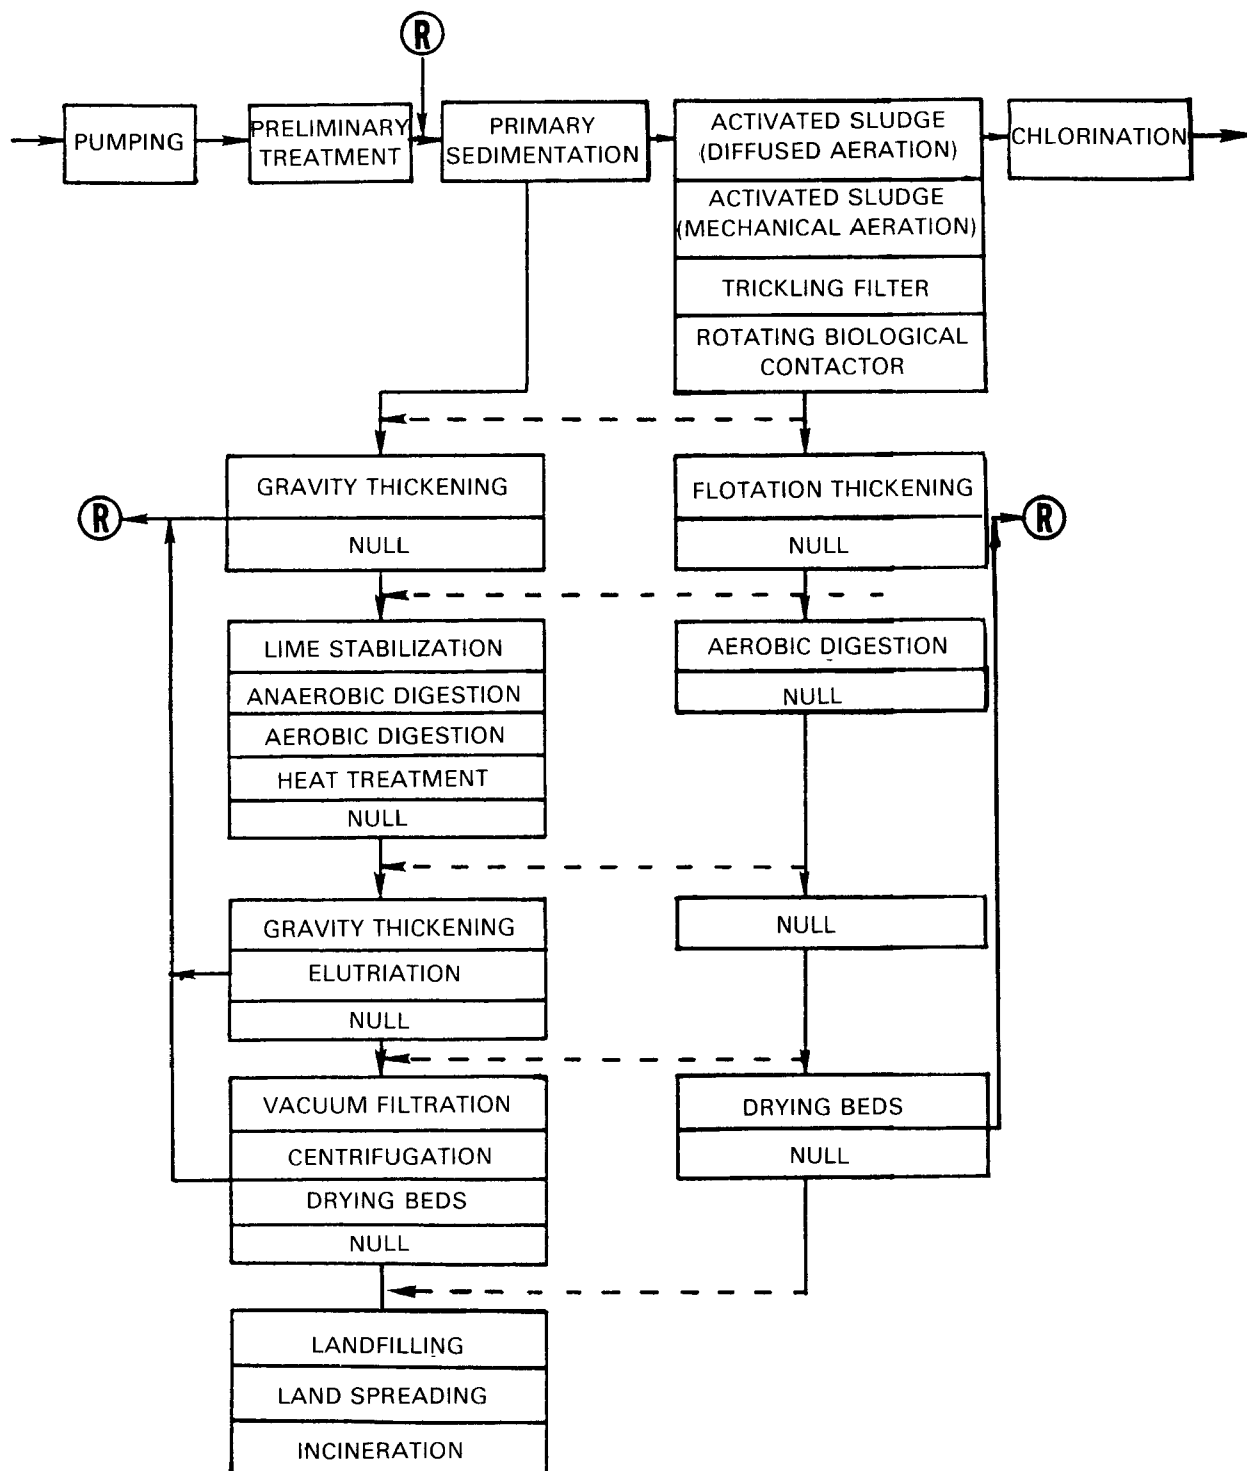 R
PUMPING
PRELIMINARY
TREATMENT
PRIMARY
SEDIMENTATION
ACTIVATED SLUDGE
(DIFFUSED AERATION)
CHLORINATION
ACTIVATED SLUDGE
(MECHANICAL AERATION)
TRICKLING FILTER
ROTATING BIOLOGICAL
CONTACTOR
GRAVITY THICKENING
NULL
R
FLOTATION THICKENING
NULL
R
LIME STABILIZATION
ANAEROBIC DIGESTION
AEROBIC DIGESTION
HEAT TREATMENT
NULL
AEROBIC DIGESTION
NULL
GRAVITY THICKENING
ELUTRIATION
NULL
NULL
VACUUM FILTRATION
CENTRIFUGATION
DRYING BEDS
NULL
DRYING BEDS
NULL
LANDFILLING
LAND SPREADING
INCINERATION